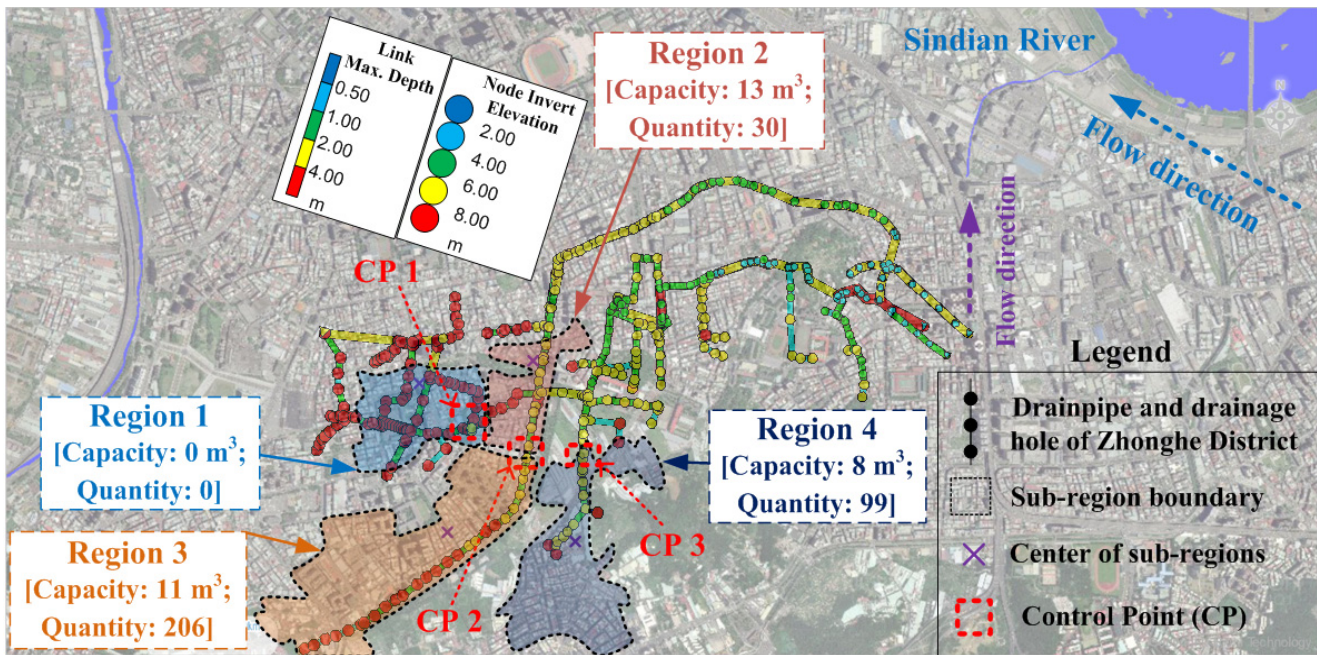 Link
Max. Depth
0.50
1.00
2.00
4.00
m
Node Invert
Elevation
2.00
4.00
6.00
8.00
m
Region 2
[Capacity: 13 m³;
Quantity: 30]
Sindian River
N
Flow direction
Flow direction
CP 1
Region 1
[Capacity: 0 m³;
Quantity: 0]
Region 4
[Capacity: 8 m³;
Quantity: 99]
Region 3
[Capacity: 11 m³;
Quantity: 206]
CP 2
CP 3
Legend
Drainpipe and drainage
hole of Zhonghe District
Sub-region boundary
Center of sub-regions
Control Point (CP)
Technology